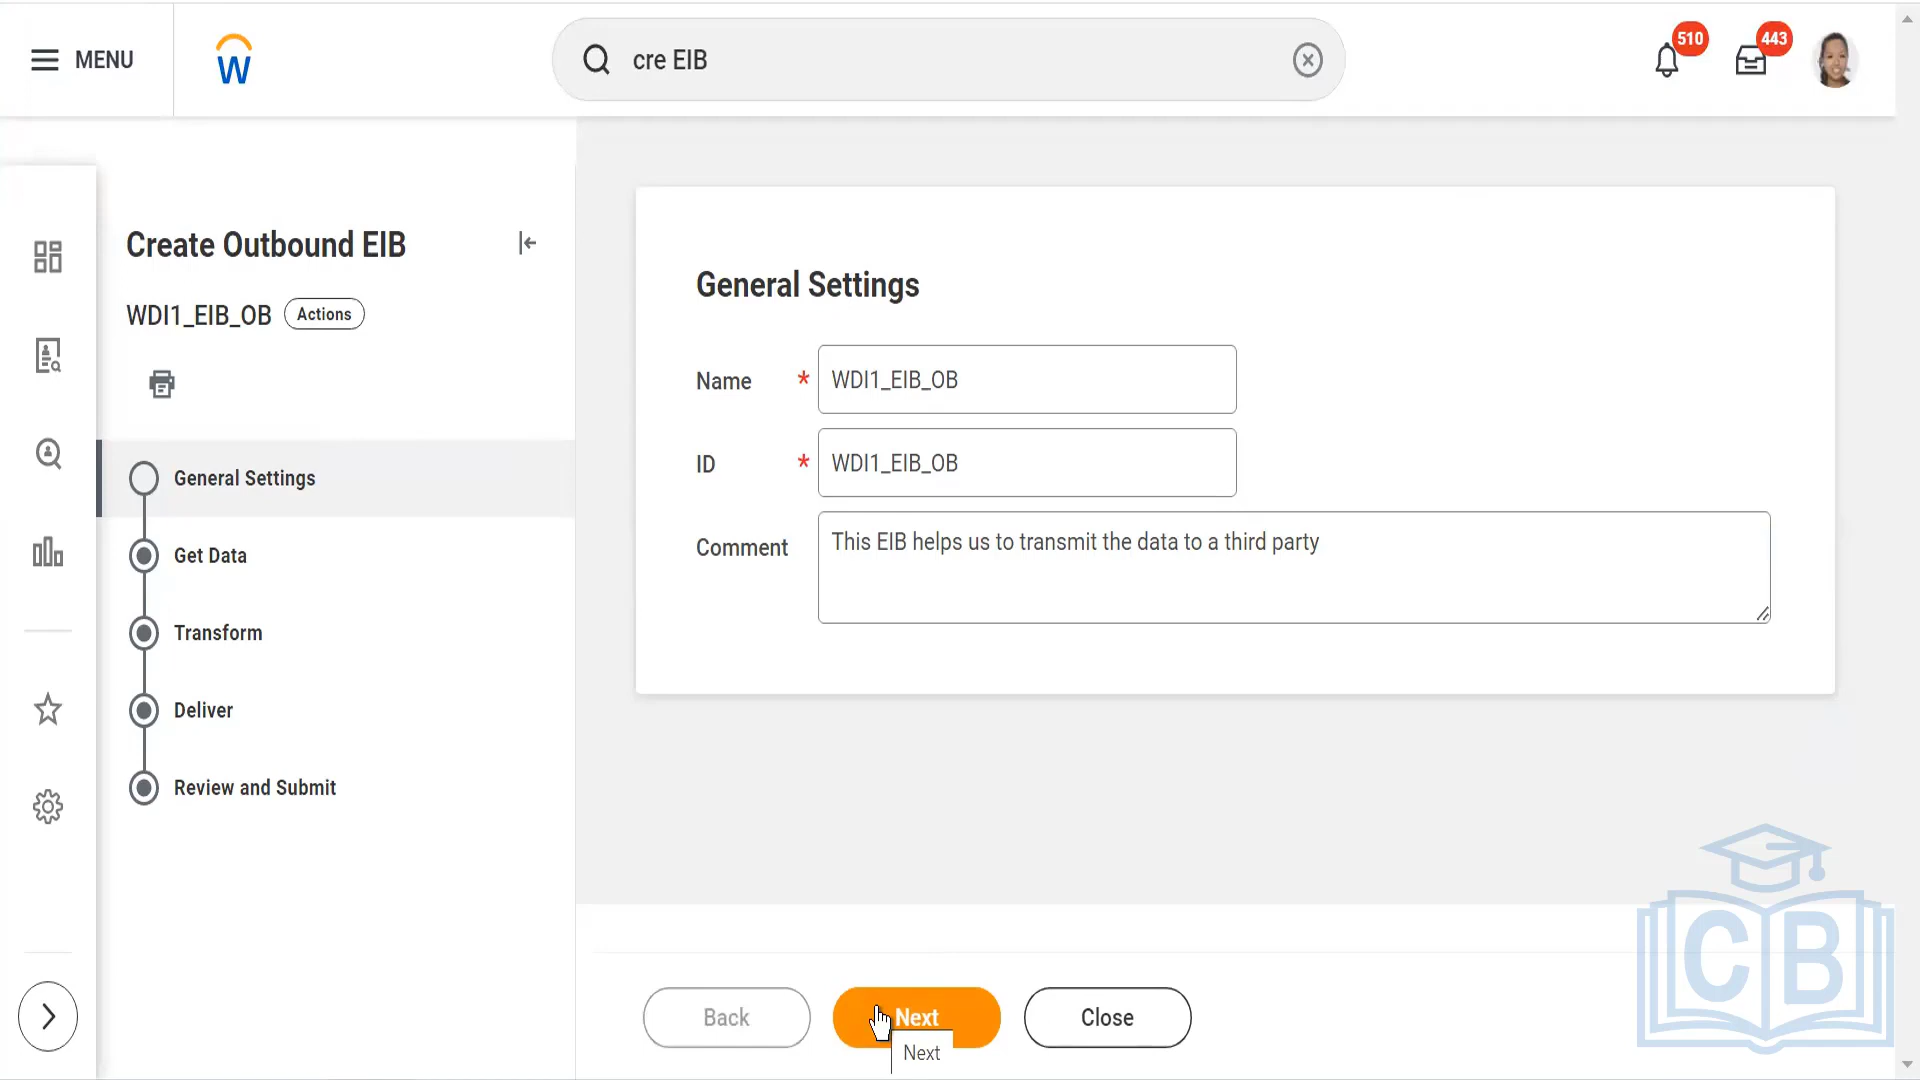 MENU
W
cre EIB
510
443
Create Outbound EIB
WDI1_EIB_OB
Actions
General Settings
Get Data
Transform
Deliver
Review and Submit
General Settings
Name *
WDI1_EIB_OB
ID *
WDI1_EIB_OB
Comment
This EIB helps us to transmit the data to a third party
Back
Next
Close
Next
CB